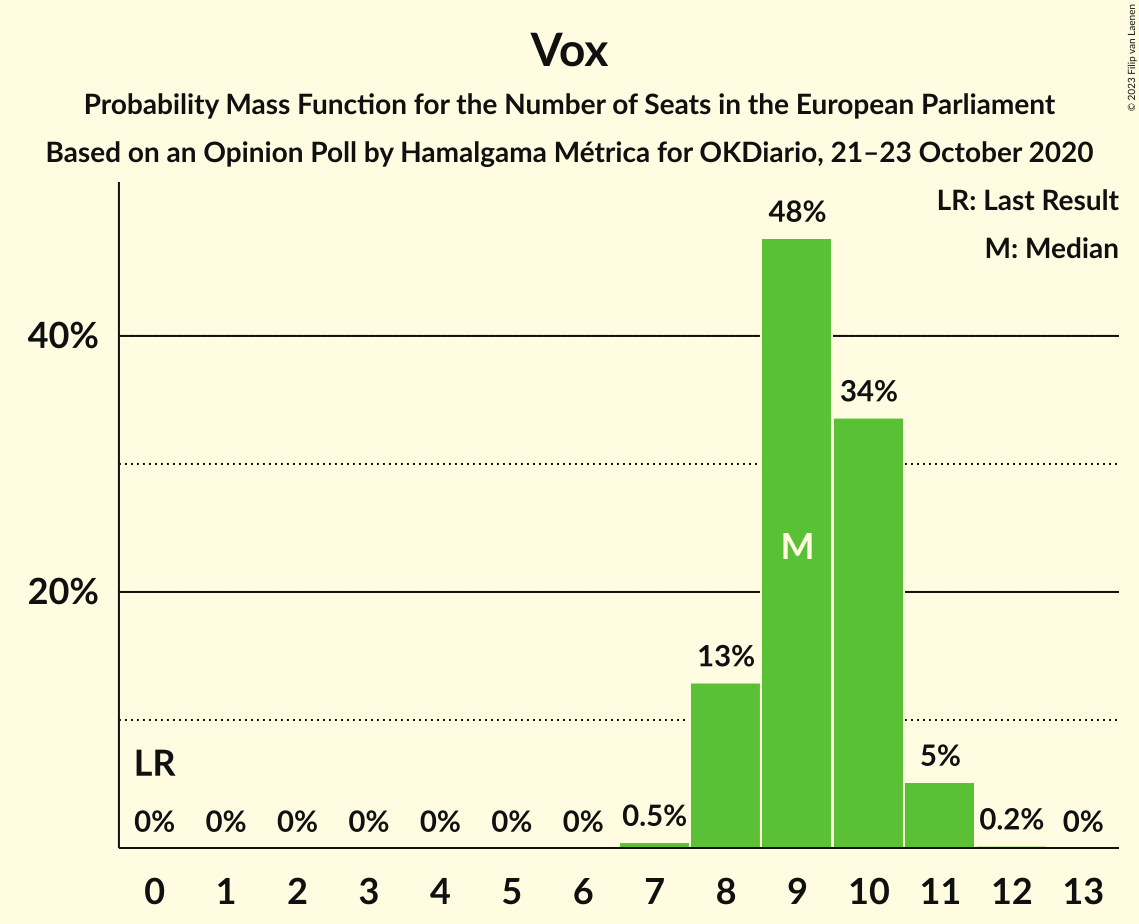 Vox
Probability Mass Function for the Number of Seats in the European Parliament
Based on an Opinion Poll by Hamalgama Métrica for OKDiario, 21–23 October 2020
© 2023 Filip van Laenen
LR: Last Result
M: Median
48%
40%
34%
M
20%
13%
LR
5%
0% 0% 0% 0% 0% 0% 0% 0.5% 0.2% 0%
0 1 2 3 4 5 6 7 8 9 10 11 12 13